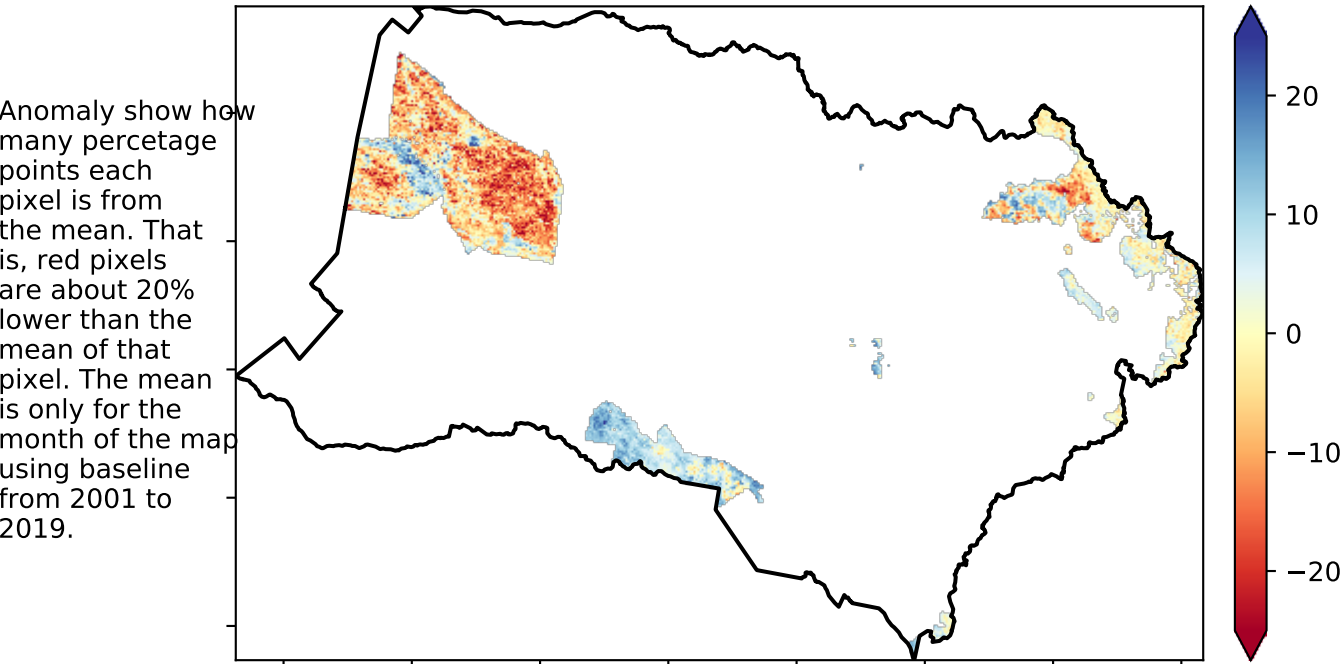 Anomaly show how
many percetage
points each
pixel is from
the mean. That
is, red pixels
are about 20%
lower than the
mean of that
pixel. The mean
is only for the
month of the map
using baseline
from 2001 to
2019.
20
10
0
−10
−20